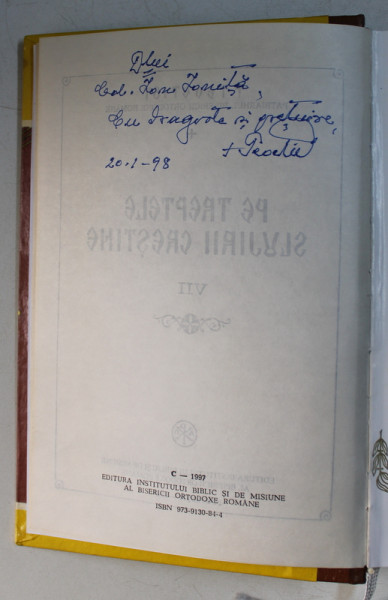 Dlui
Col. Ion Ioniță,
Cu dragoste și prețuire,
+ Teoctist
20-1-98
PE TREPTELE
SLUJIRII CREȘTINE
VII
C — 1997
EDITURA INSTITUTULUI BIBLIC ȘI DE MISIUNE
AL BISERICII ORTODOXE ROMÂNE
ISBN 973-9130-84-4